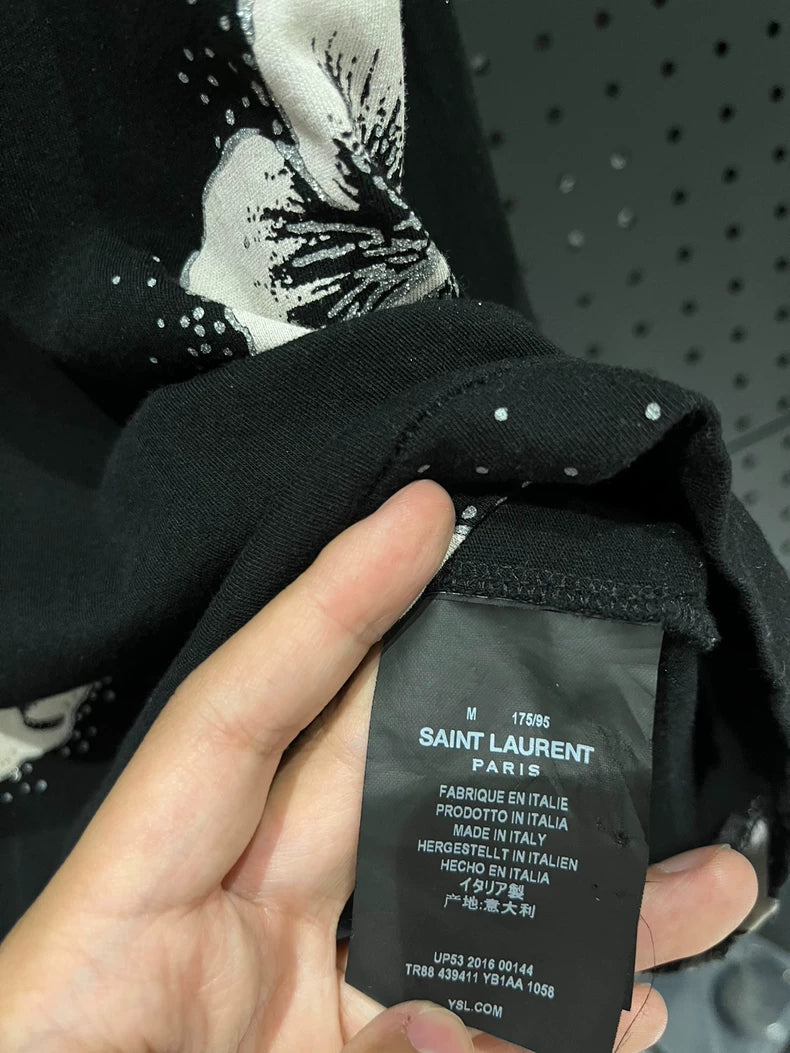 M 175/95
SAINT LAURENT
PARIS
FABRIQUE EN ITALIE
PRODOTTO IN ITALIA
MADE IN ITALY
HERGESTELLT IN ITALIEN
HECHO EN ITALIA
イタリア製
产地:意大利
UP53 2016 00144
TR88 439411 YB1AA 1058
YSL.COM